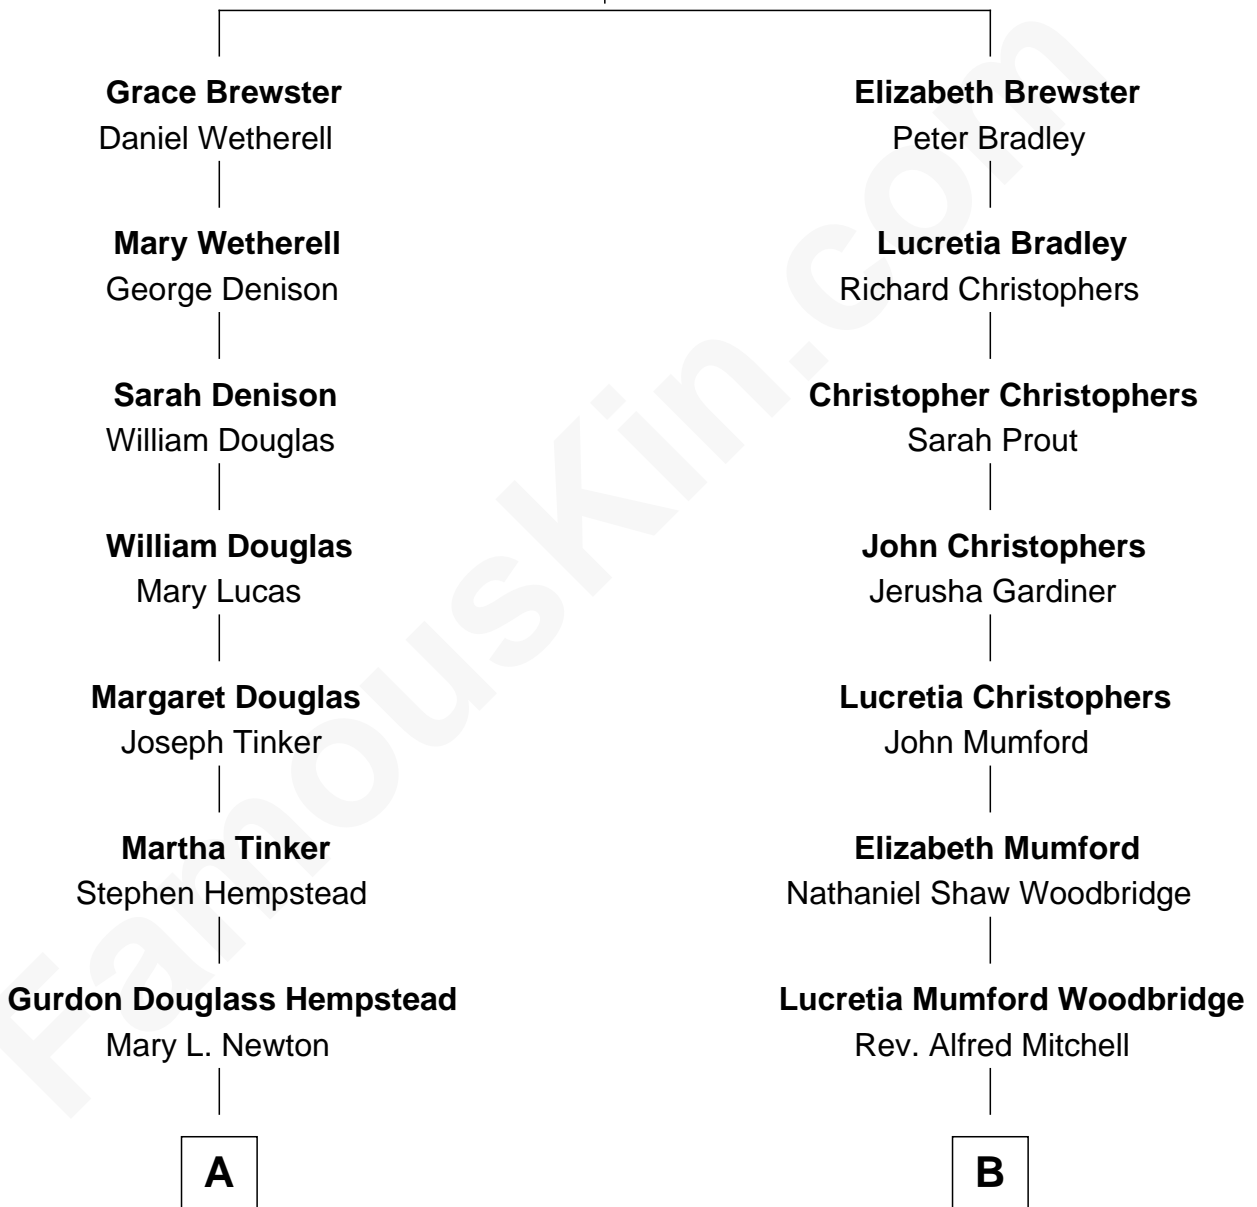 Grace Brewster
Daniel Wetherell
Elizabeth Brewster
Peter Bradley
Mary Wetherell
George Denison
Lucretia Bradley
Richard Christophers
Sarah Denison
William Douglas
Christopher Christophers
Sarah Prout
William Douglas
Mary Lucas
John Christophers
Jerusha Gardiner
Margaret Douglas
Joseph Tinker
Lucretia Christophers
John Mumford
Martha Tinker
Stephen Hempstead
Elizabeth Mumford
Nathaniel Shaw Woodbridge
Gurdon Douglass Hempstead
Mary L. Newton
Lucretia Mumford Woodbridge
Rev. Alfred Mitchell
A
B
FamousKin.com